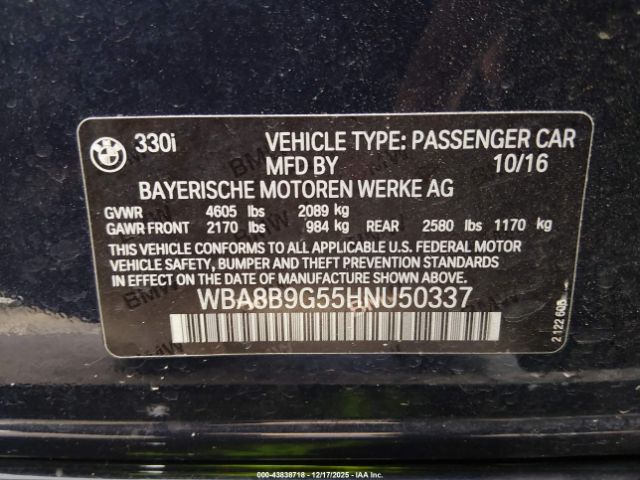 330i VEHICLE TYPE: PASSENGER CAR
MFD BY 10/16
BAYERISCHE MOTOREN WERKE AG
GVWR 4605 lbs 2089 kg
GAWR FRONT 2170 lbs 984 kg REAR 2580 lbs 1170 kg
THIS VEHICLE CONFORMS TO ALL APPLICABLE U.S. FEDERAL MOTOR
VEHICLE SAFETY, BUMPER AND THEFT PREVENTION STANDARDS
IN EFFECT ON THE DATE OF MANUFACTURE SHOWN ABOVE.
WBA8B9G55HNU50337
2 122 608
000-43838718 - 12/17/2025 - IAA Inc.